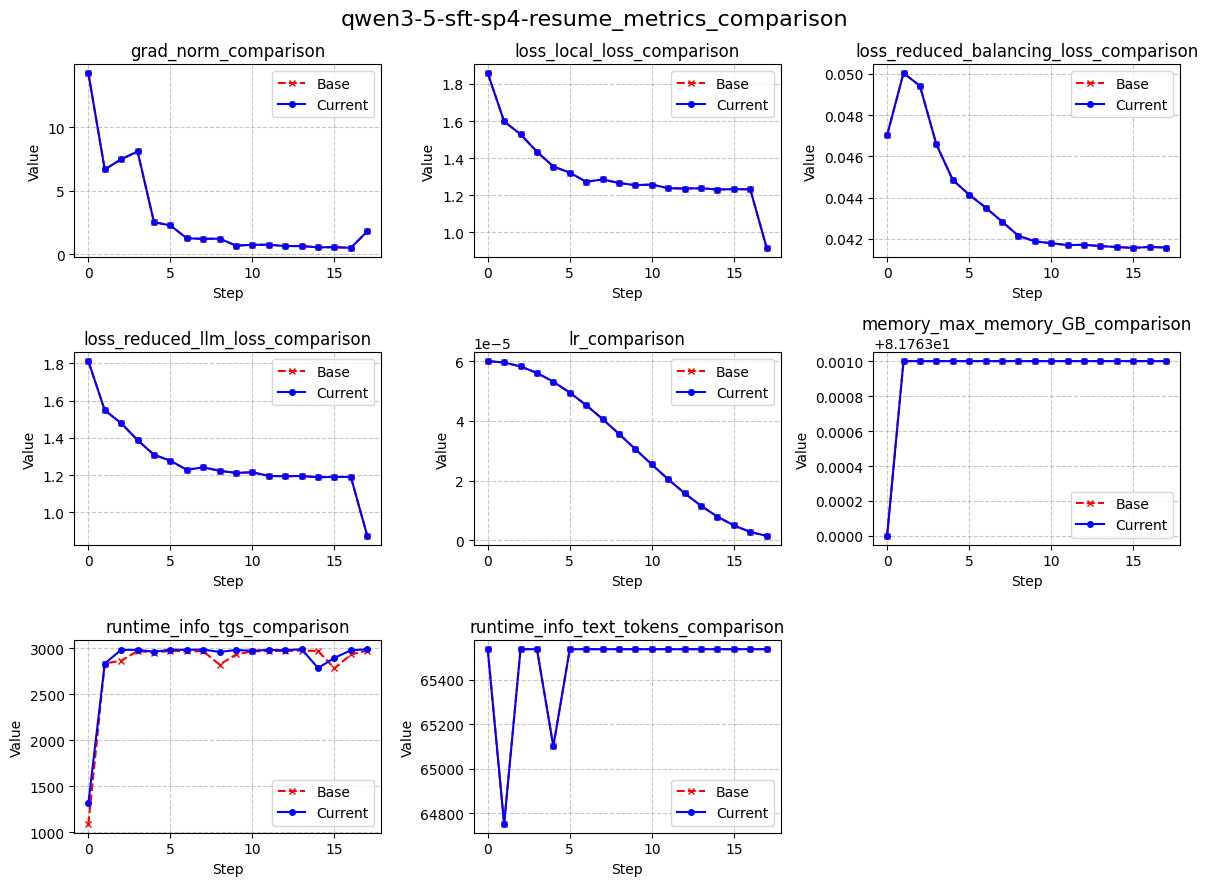 qwen3-5-sft-sp4-resume_metrics_comparison
grad_norm_comparison
Value
10
5
0
0
5
10
15
Step
Base
Current
loss_local_loss_comparison
Value
1.8
1.6
1.4
1.2
1.0
0
5
10
15
Step
Base
Current
loss_reduced_balancing_loss_comparison
Value
0.050
0.048
0.046
0.044
0.042
0
5
10
15
Step
Base
Current
loss_reduced_llm_loss_comparison
Value
1.8
1.6
1.4
1.2
1.0
0
5
10
15
Step
Base
Current
lr_comparison
1e−5
Value
6
4
2
0
0
5
10
15
Step
Base
Current
memory_max_memory_GB_comparison
+8.1763e1
Value
0.0010
0.0008
0.0006
0.0004
0.0002
0.0000
0
5
10
15
Step
Base
Current
runtime_info_tgs_comparison
Value
3000
2500
2000
1500
1000
0
5
10
15
Step
Base
Current
runtime_info_text_tokens_comparison
Value
65400
65200
65000
64800
0
5
10
15
Step
Base
Current